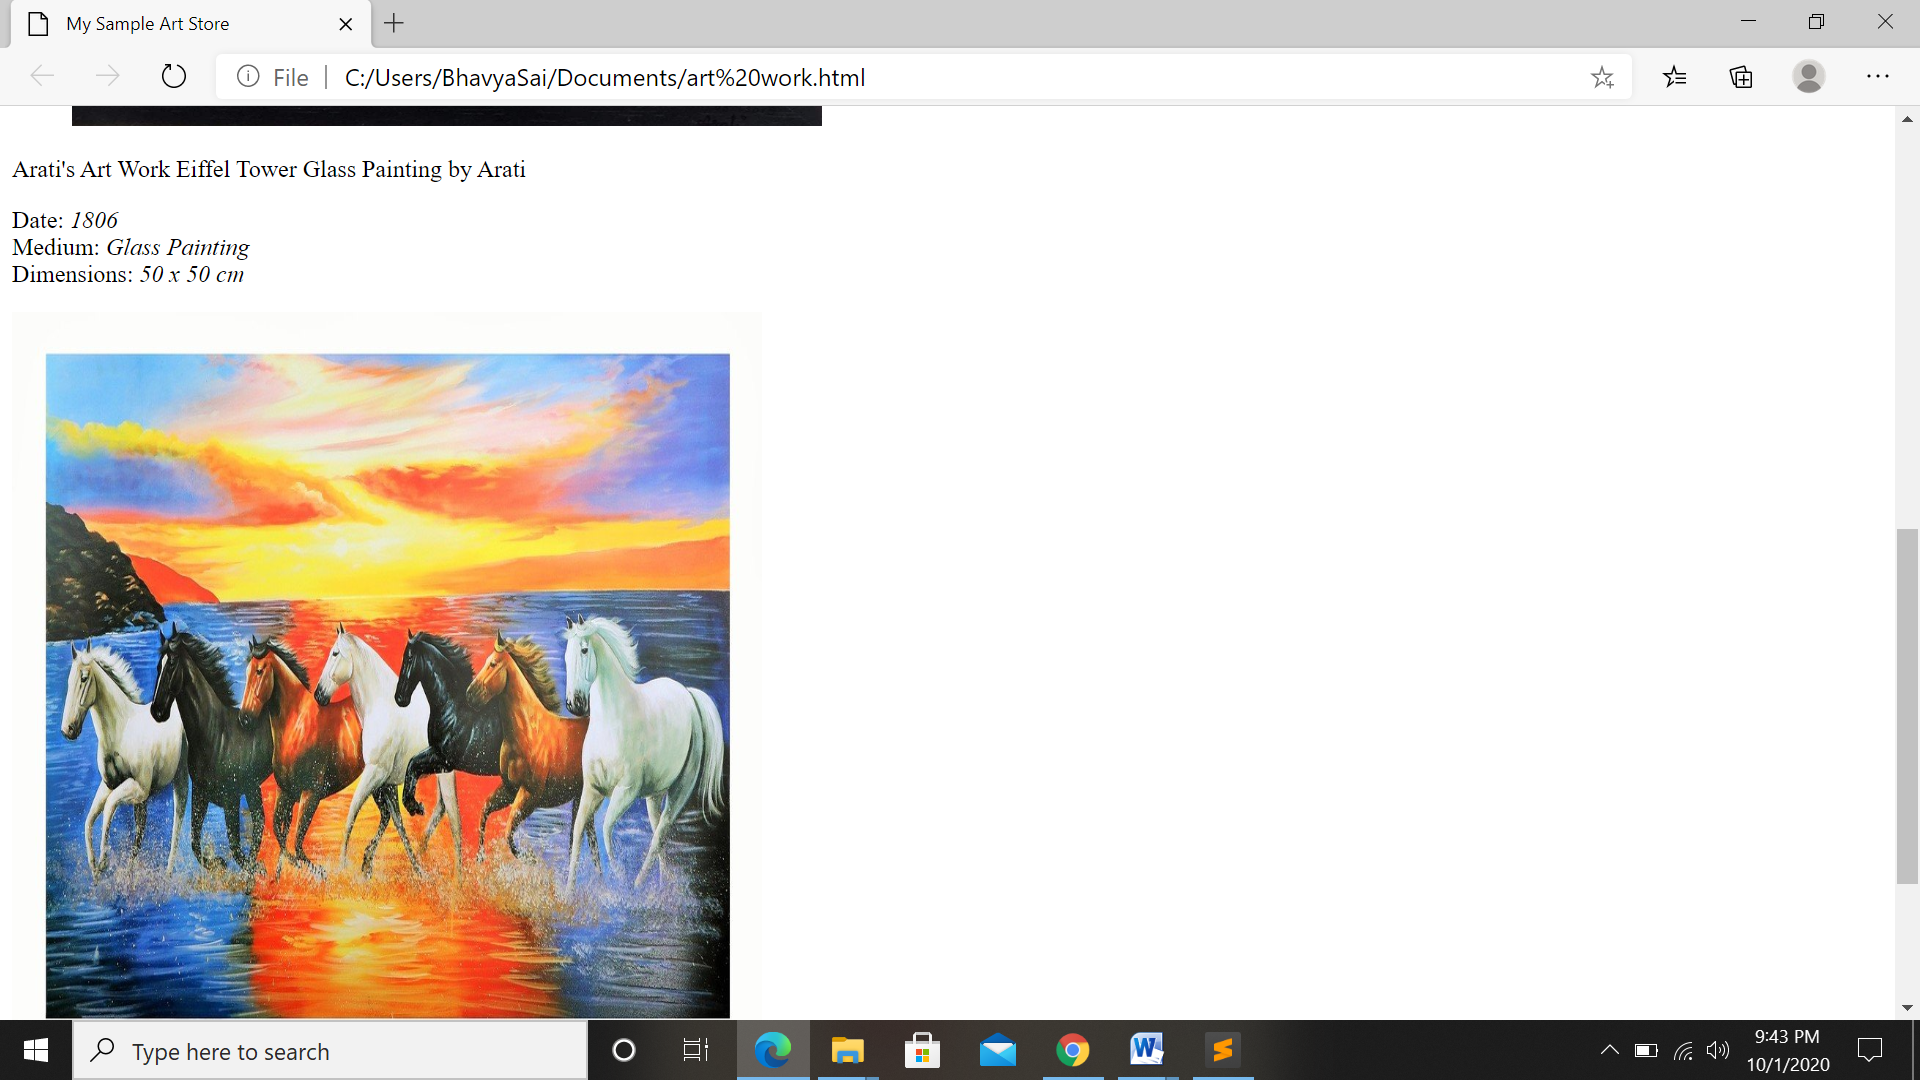 My Sample Art Store
File
C:/Users/BhavyaSai/Documents/art%20work.html
Arati's Art Work Eiffel Tower Glass Painting by Arati
Date: 1806
Medium: Glass Painting
Dimensions: 50 x 50 cm
Type here to search
9:43 PM
10/1/2020